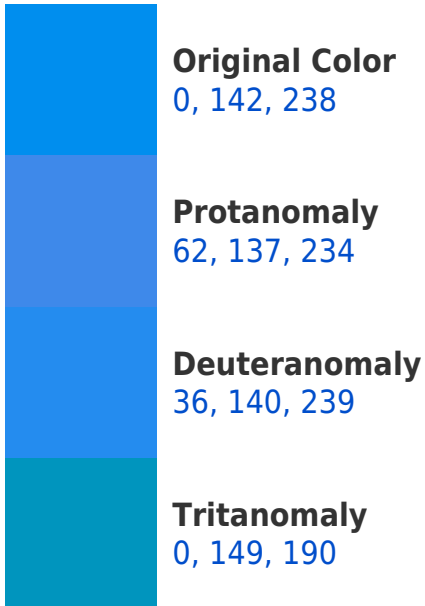 Original Color
0, 142, 238
Protanomaly
62, 137, 234
Deuteranomaly
36, 140, 239
Tritanomaly
0, 149, 190